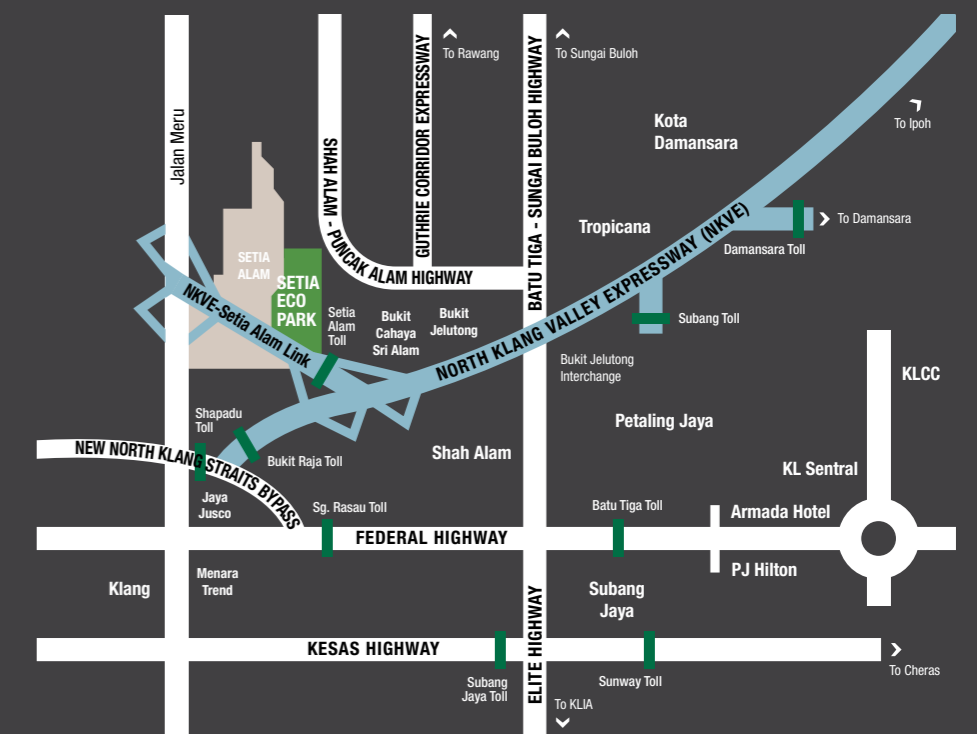 To Rawang
To Sungai Buloh
To Ipoh
Kota
Damansara
Jalan Meru
SHAH ALAM - PUNCAK ALAM HIGHWAY
GUTHRIE CORRIDOR EXPRESSWAY
BATU TIGA - SUNGAI BULOH HIGHWAY
Tropicana
To Damansara
Damansara Toll
SETIA
ALAM
SETIA
ECO
PARK
NKVE-Setia Alam Link
Setia
Alam
Toll
Bukit
Cahaya
Sri Alam
Bukit
Jelutong
NORTH KLANG VALLEY EXPRESSWAY (NKVE)
Subang Toll
Bukit Jelutong
Interchange
KLCC
Shapadu
Toll
Petaling Jaya
NEW NORTH KLANG STRAITS BYPASS
Bukit Raja Toll
Shah Alam
KL Sentral
Jaya
Jusco
Sg. Rasau Toll
Batu Tiga Toll
Armada Hotel
FEDERAL HIGHWAY
PJ Hilton
Klang
Menara
Trend
Subang
Jaya
ELITE HIGHWAY
KESAS HIGHWAY
To Cheras
Subang
Jaya Toll
Sunway Toll
To KLIA